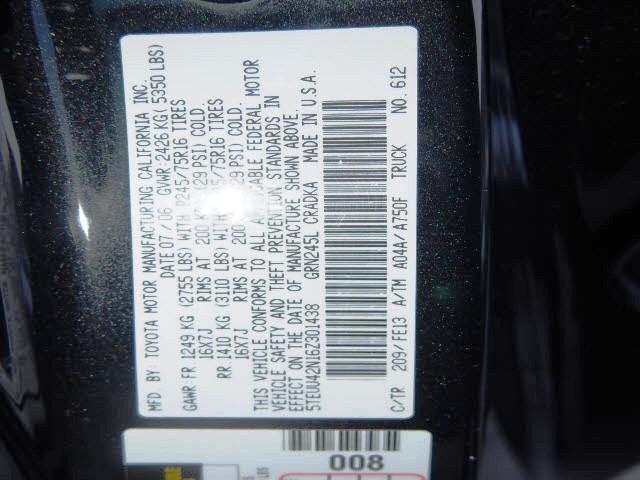 MFD. BY: TOYOTA MOTOR MANUFACTURING CALIFORNIA INC.
DATE 07/06 GVWR: 2426 KG( 5350 LBS)
GAWR FR 1249 KG (2755 LBS) WITH P245/75R16 TIRES
16X7J RIMS AT 200 (29 PSI) COLD.
RR 1410 KG (3110 LBS) WITH /75R16 TIRES
16X7J RIMS AT 200 PSI) COLD.
THIS VEHICLE CONFORMS TO ALL APPLICABLE FEDERAL MOTOR
VEHICLE SAFETY AND THEFT PREVENTION STANDARDS IN
EFFECT ON THE DATE OF MANUFACTURE SHOWN ABOVE.
5TEUU42N16Z301438 GRN245L CRADKA MADE IN U.S.A.
C/TR 209/FE13 A/TM A04A/A750F TRUCK NO. 612
008